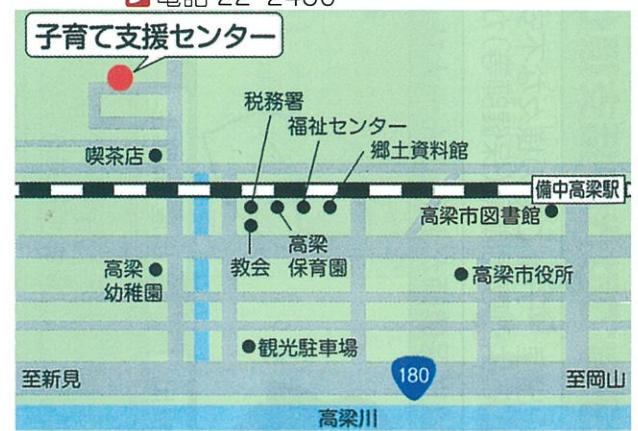 子育て支援センター
税務署
福祉センター
郷土資料館
喫茶店
備中高梁駅
高梁市図書館
教会
高梁
保育園
高梁
幼稚園
高梁市役所
観光駐車場
至新見
180
至岡山
高梁川